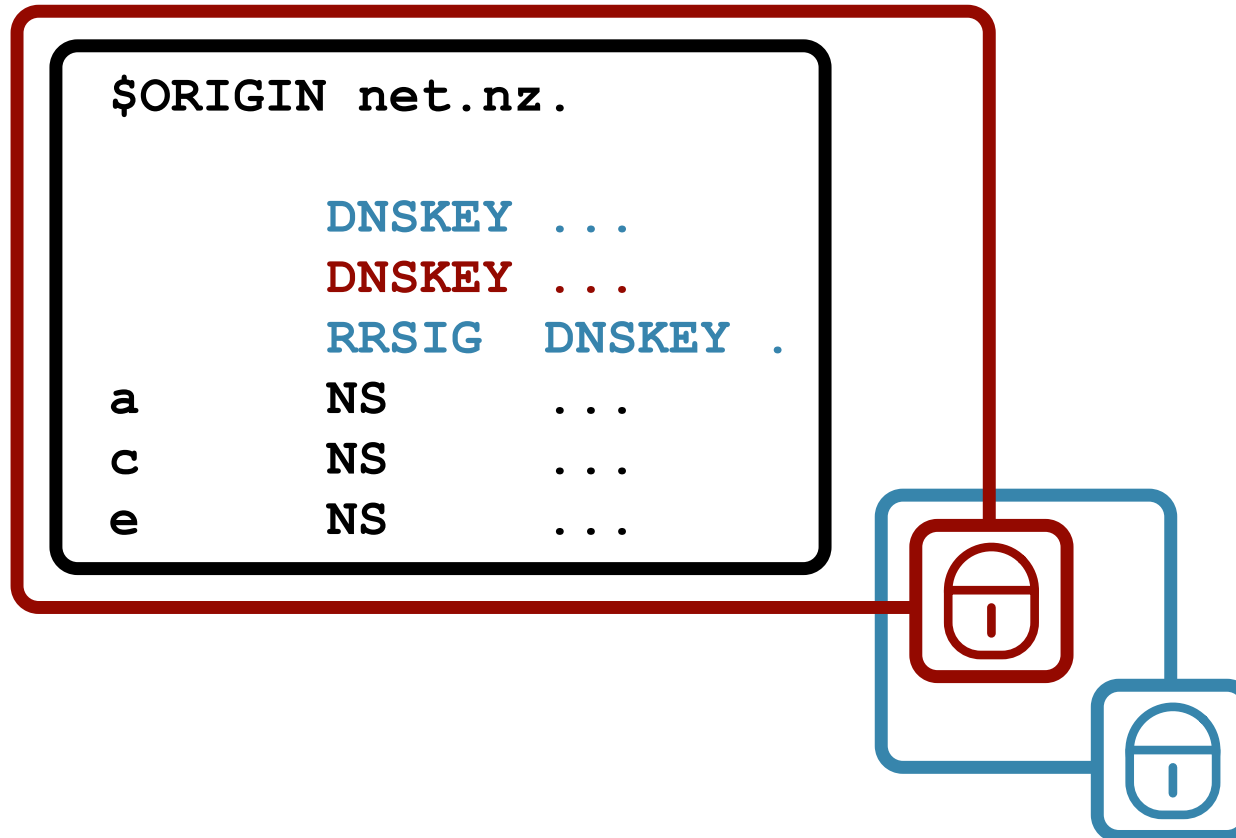 $ORIGIN net.nz.
DNSKEY ...
DNSKEY ...
RRSIG DNSKEY .
a NS ...
c NS ...
e NS ...